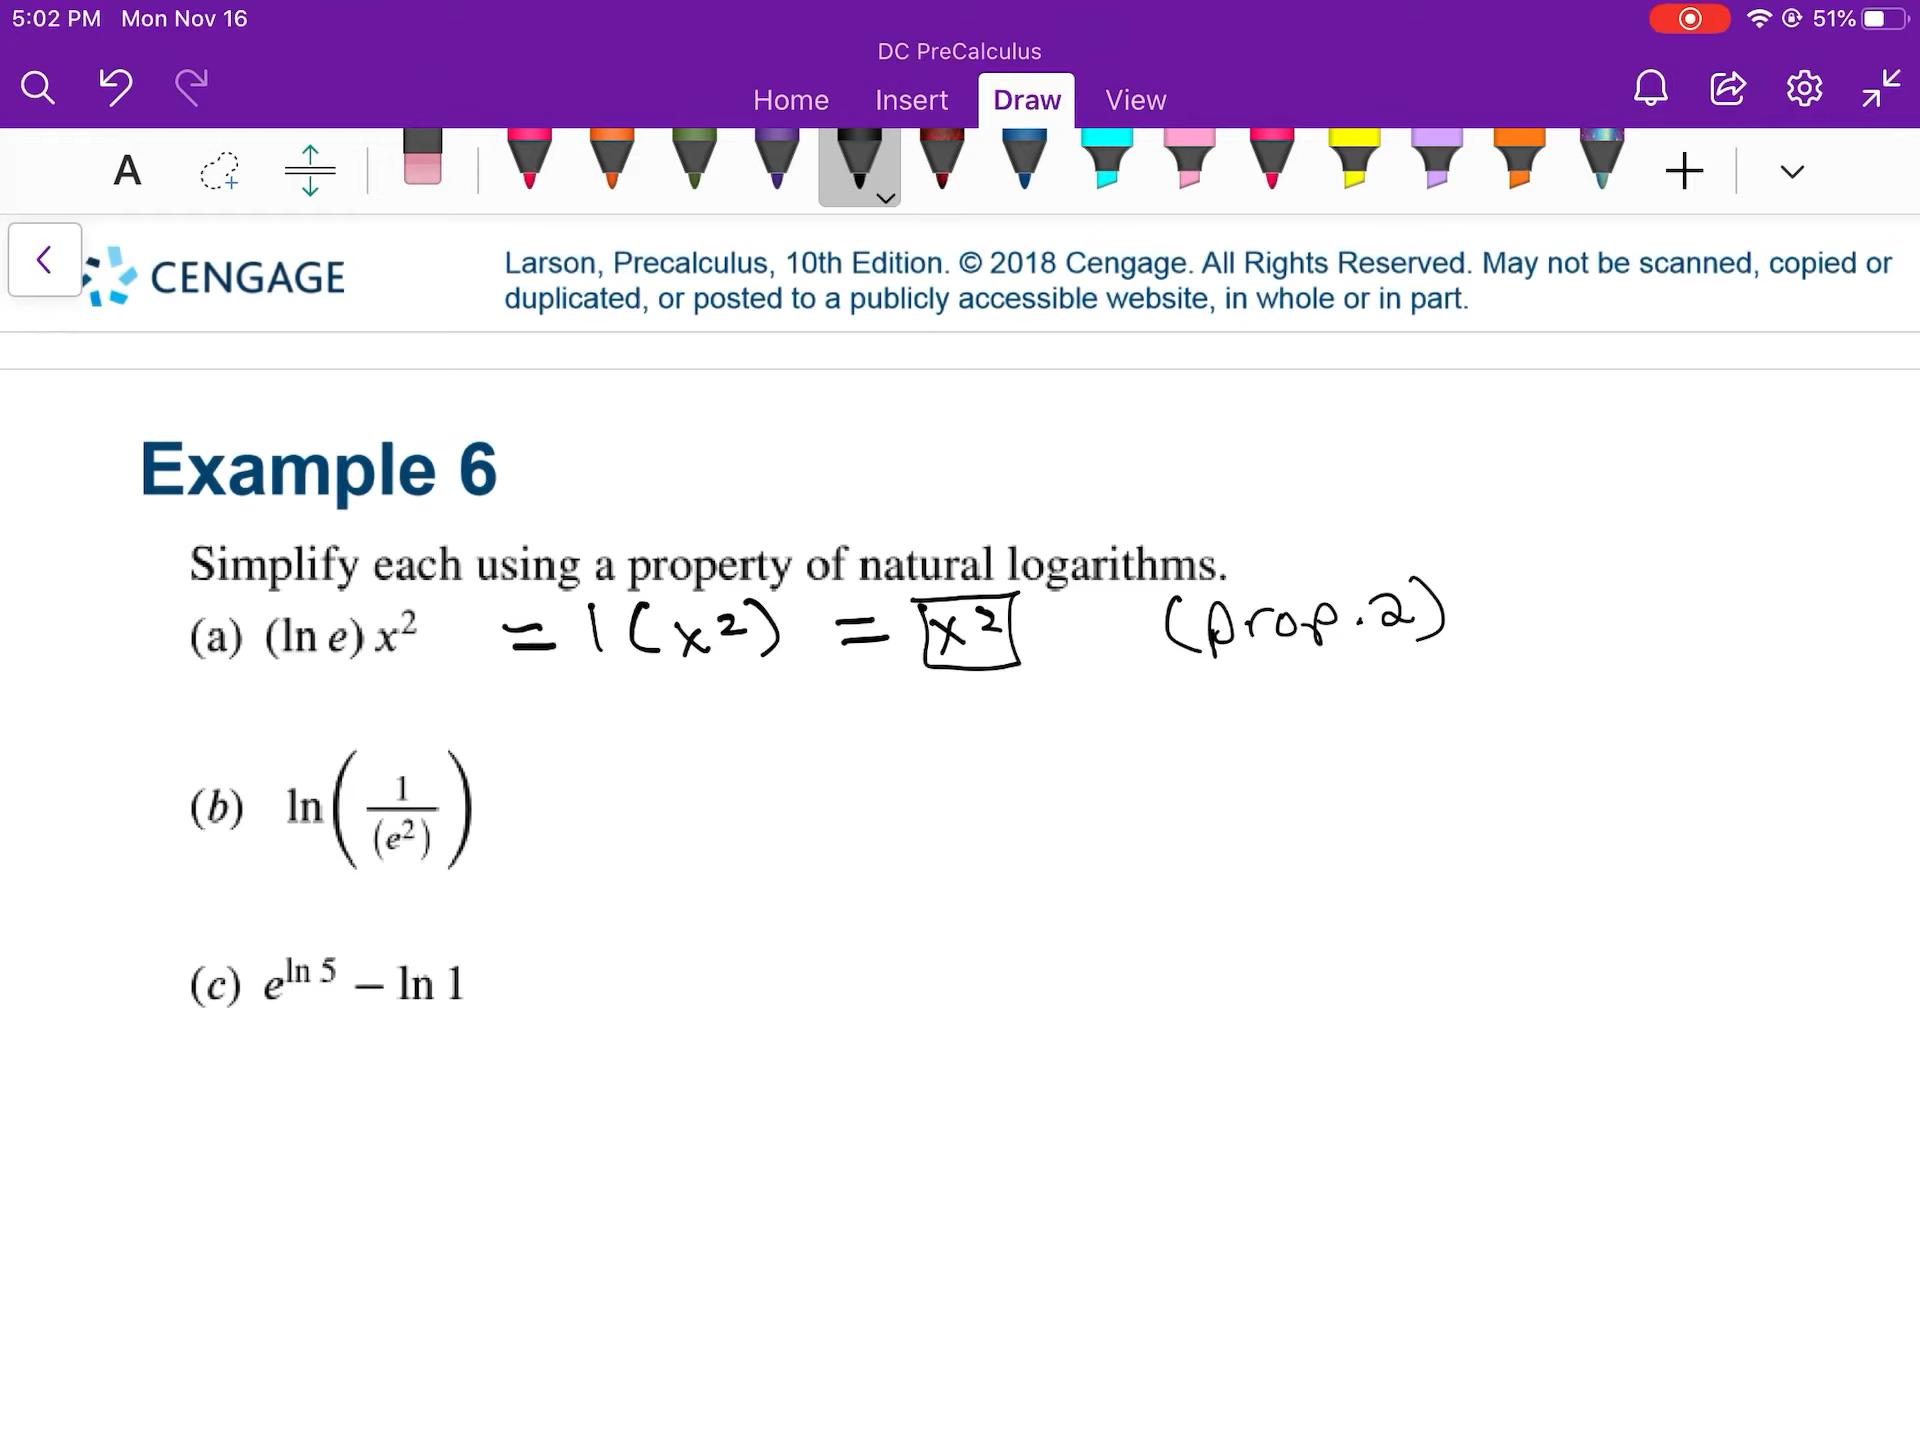 5:02 PM Mon Nov 16
51%
DC PreCalculus
Home Insert Draw View
A
CENGAGE
Larson, Precalculus, 10th Edition. © 2018 Cengage. All Rights Reserved. May not be scanned, copied or
duplicated, or posted to a publicly accessible website, in whole or in part.
Example 6
Simplify each using a property of natural logarithms.
(a) (ln e) x² = 1 (x²) = x² (prop. 2)
(b) ln(1/(e²))
(c) e^(ln 5) – ln 1